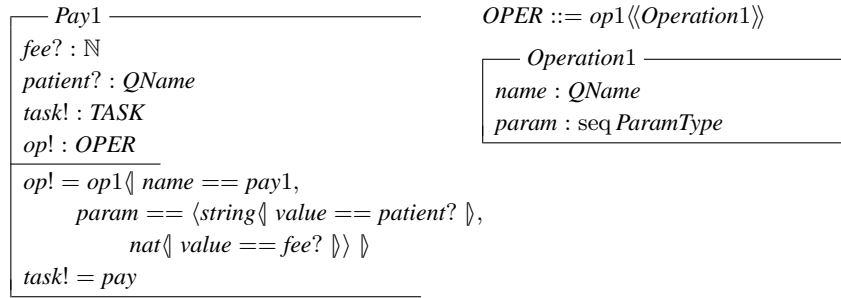 Pay1
fee? : ℕ
patient? : QName
task! : TASK
op! : OPER
op! = op1⦉ name == pay1,
param == ⟨string⦉ value == patient? ⦊,
nat⦉ value == fee? ⦊⟩ ⦊
task! = pay
OPER ::= op1⟪Operation1⟫
Operation1
name : QName
param : seq ParamType